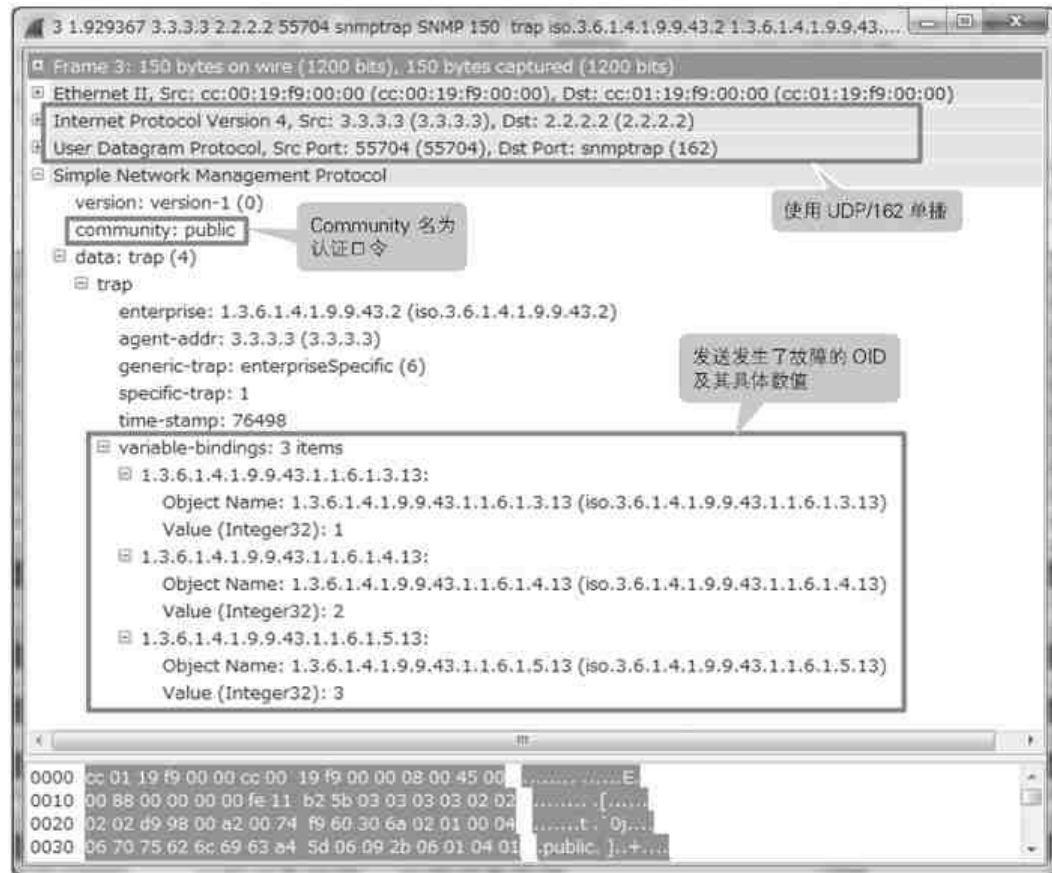 3 1.929367 3.3.3.3 2.2.2.2 55704 snmptrap SNMP 150 trap iso.3.6.1.4.1.9.9.43.2 1.3.6.1.4.1.9.9.43....
Frame 3: 150 bytes on wire (1200 bits), 150 bytes captured (1200 bits)
Ethernet II, Src: cc:00:19:f9:00:00 (cc:00:19:f9:00:00), Dst: cc:01:19:f9:00:00 (cc:01:19:f9:00:00)
Internet Protocol Version 4, Src: 3.3.3.3 (3.3.3.3), Dst: 2.2.2.2 (2.2.2.2)
User Datagram Protocol, Src Port: 55704 (55704), Dst Port: snmptrap (162)
Simple Network Management Protocol
version: version-1 (0)
使用 UDP/162 单播
community: public
Community 名为
认证口令
data: trap (4)
trap
enterprise: 1.3.6.1.4.1.9.9.43.2 (iso.3.6.1.4.1.9.9.43.2)
agent-addr: 3.3.3.3 (3.3.3.3)
generic-trap: enterpriseSpecific (6)
specific-trap: 1
time-stamp: 76498
发送发生了故障的 OID
及其具体数值
variable-bindings: 3 items
1.3.6.1.4.1.9.9.43.1.1.6.1.3.13:
Object Name: 1.3.6.1.4.1.9.9.43.1.1.6.1.3.13 (iso.3.6.1.4.1.9.9.43.1.1.6.1.3.13)
Value (Integer32): 1
1.3.6.1.4.1.9.9.43.1.1.6.1.4.13:
Object Name: 1.3.6.1.4.1.9.9.43.1.1.6.1.4.13 (iso.3.6.1.4.1.9.9.43.1.1.6.1.4.13)
Value (Integer32): 2
1.3.6.1.4.1.9.9.43.1.1.6.1.5.13:
Object Name: 1.3.6.1.4.1.9.9.43.1.1.6.1.5.13 (iso.3.6.1.4.1.9.9.43.1.1.6.1.5.13)
Value (Integer32): 3
0000 cc 01 19 f9 00 00 cc 00 19 f9 00 00 08 00 45 00 ........ ......E.
0010 00 88 00 00 00 00 fe 11 b2 5b 03 03 03 03 02 02 ........ .[......
0020 02 02 d9 98 00 a2 00 74 f9 60 30 6a 02 01 00 04 .......t .`0j....
0030 06 70 75 62 6c 69 63 a4 5d 06 09 2b 06 01 04 01 .public. ]..+....